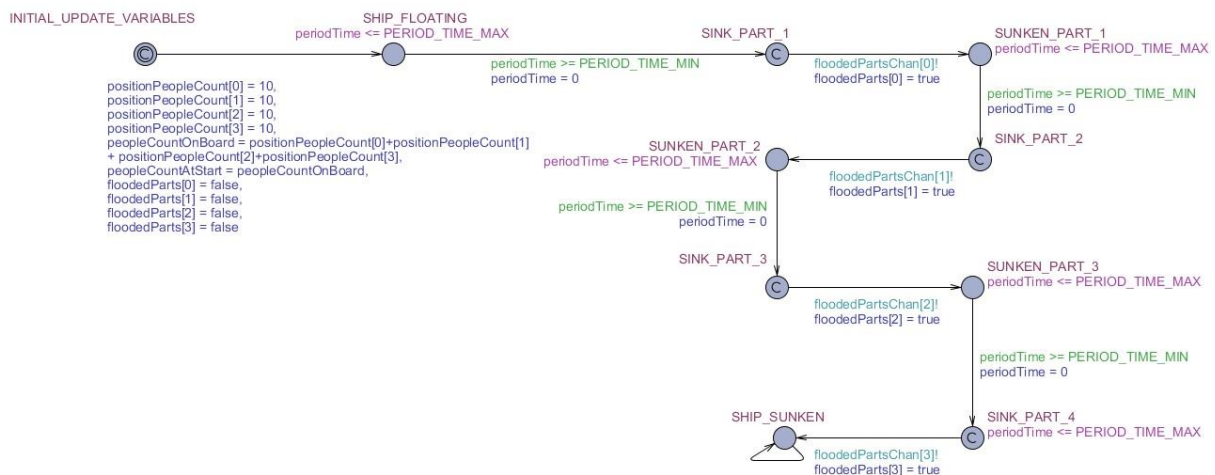 INITIAL_UPDATE_VARIABLES
C
positionPeopleCount[0] = 10,
positionPeopleCount[1] = 10,
positionPeopleCount[2] = 10,
positionPeopleCount[3] = 10,
peopleCountOnBoard = positionPeopleCount[0]+positionPeopleCount[1]
+ positionPeopleCount[2]+positionPeopleCount[3],
peopleCountAtStart = peopleCountOnBoard,
floodedParts[0] = false,
floodedParts[1] = false,
floodedParts[2] = false,
floodedParts[3] = false
SHIP_FLOATING
periodTime <= PERIOD_TIME_MAX
periodTime >= PERIOD_TIME_MIN
periodTime = 0
SINK_PART_1
C
floodedPartsChan[0]!
floodedParts[0] = true
SUNKEN_PART_1
periodTime <= PERIOD_TIME_MAX
periodTime >= PERIOD_TIME_MIN
periodTime = 0
SINK_PART_2
C
floodedPartsChan[1]!
floodedParts[1] = true
SUNKEN_PART_2
periodTime <= PERIOD_TIME_MAX
periodTime >= PERIOD_TIME_MIN
periodTime = 0
SINK_PART_3
C
floodedPartsChan[2]!
floodedParts[2] = true
SUNKEN_PART_3
periodTime <= PERIOD_TIME_MAX
periodTime >= PERIOD_TIME_MIN
periodTime = 0
SINK_PART_4
periodTime <= PERIOD_TIME_MAX
C
floodedPartsChan[3]!
floodedParts[3] = true
SHIP_SUNKEN